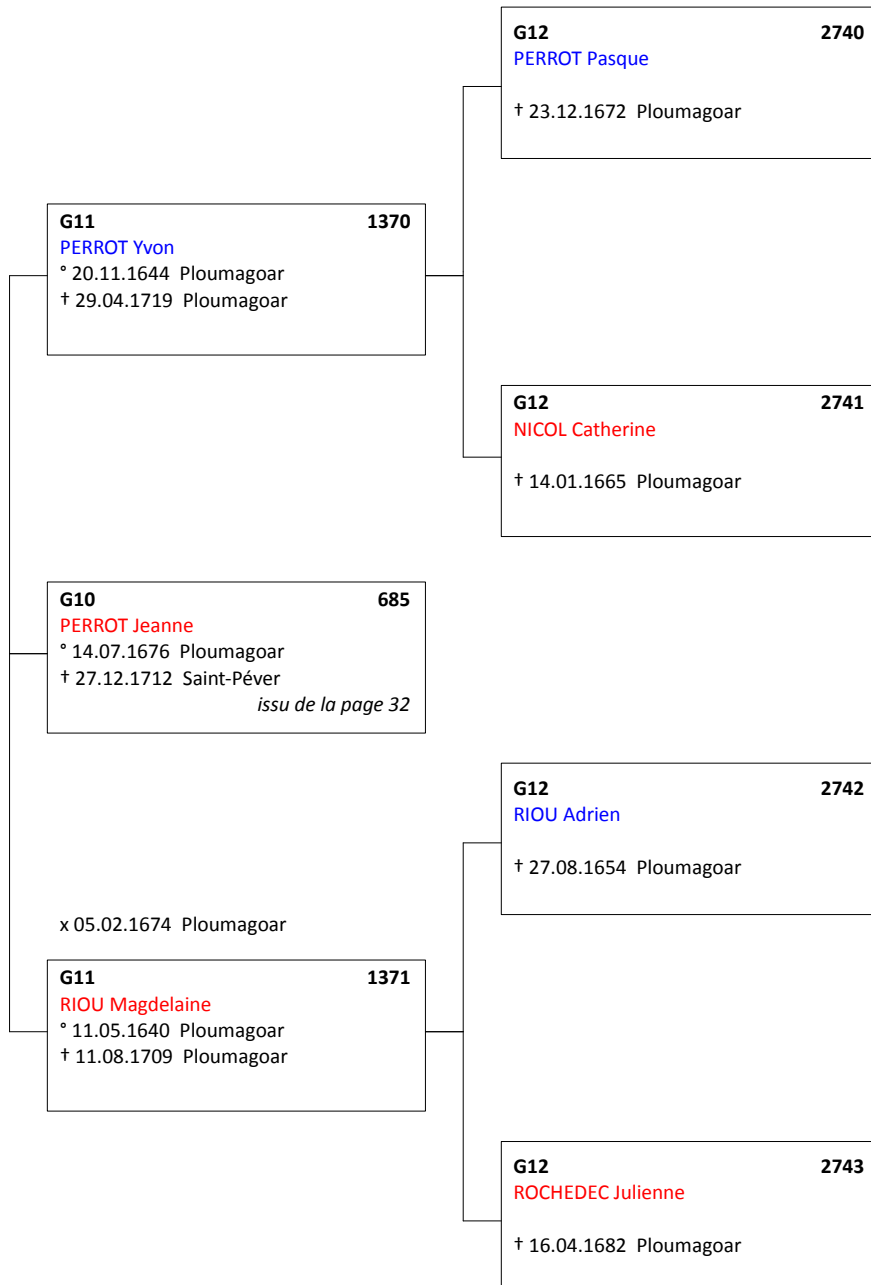 G12 2740
PERROT Pasque
† 23.12.1672 Ploumagoar
G11 1370
PERROT Yvon
° 20.11.1644 Ploumagoar
† 29.04.1719 Ploumagoar
G12 2741
NICOL Catherine
† 14.01.1665 Ploumagoar
G10 685
PERROT Jeanne
° 14.07.1676 Ploumagoar
† 27.12.1712 Saint-Péver
issu de la page 32
G12 2742
RIOU Adrien
† 27.08.1654 Ploumagoar
x 05.02.1674 Ploumagoar
G11 1371
RIOU Magdelaine
° 11.05.1640 Ploumagoar
† 11.08.1709 Ploumagoar
G12 2743
ROCHEDEC Julienne
† 16.04.1682 Ploumagoar